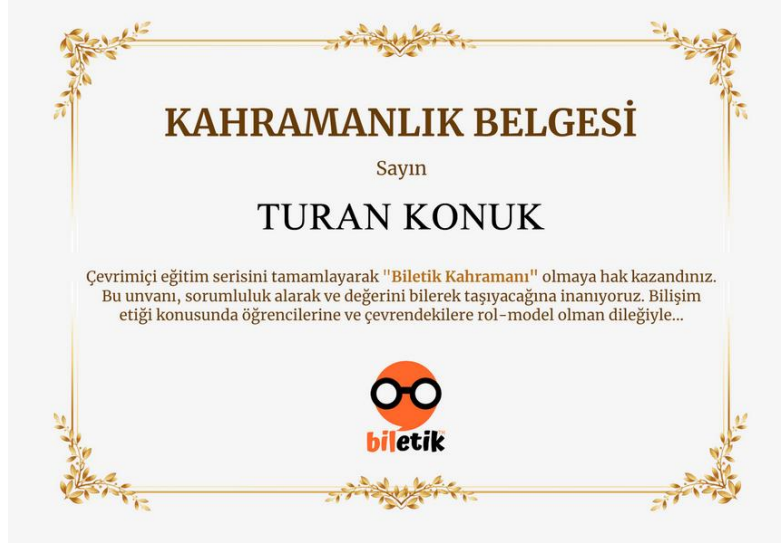 KAHRAMANLIK BELGESİ
Sayın
TURAN KONUK
Çevrimiçi eğitim serisini tamamlayarak "Biletik Kahramanı" olmaya hak kazandınız.
Bu unvanı, sorumluluk alarak ve değerini bilerek taşıyacağına inanıyoruz. Bilişim
etiği konusunda öğrencilerine ve çevrendekilere rol-model olman dileğiyle...
biletik